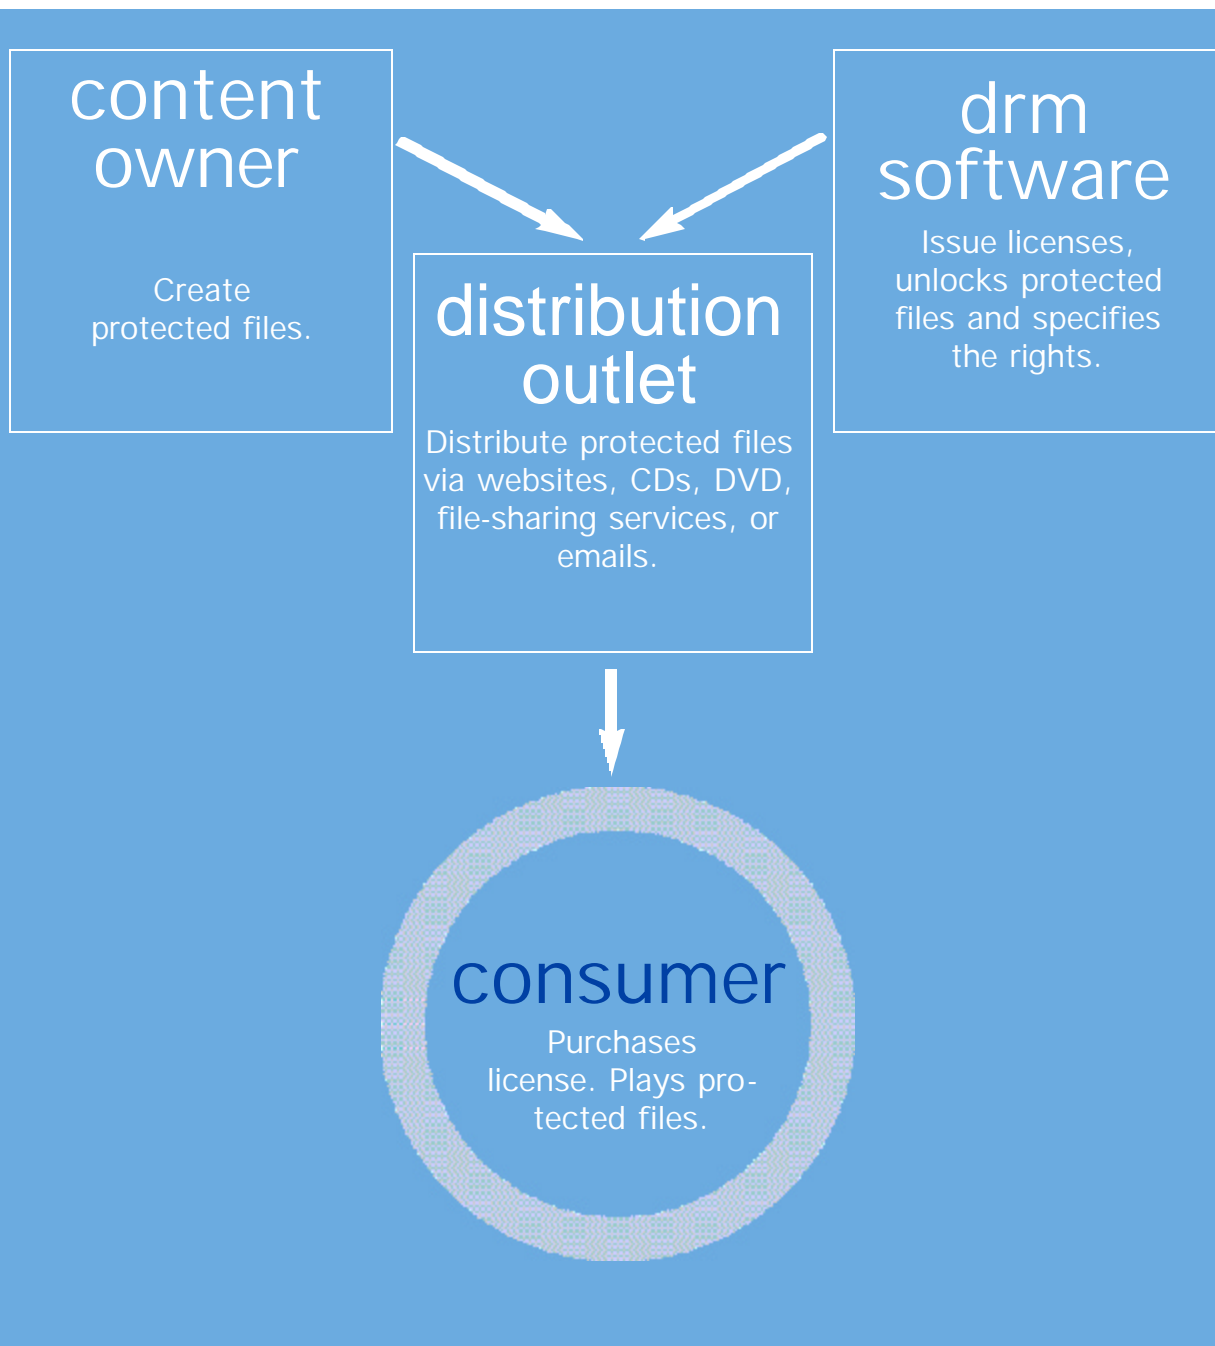 content
owner
Create
protected files.
drm
software
Issue licenses,
unlocks protected
files and specifies
the rights.
distribution
outlet
Distribute protected files
via websites, CDs, DVD,
file-sharing services, or
emails.
consumer
Purchases
license. Plays pro-
tected files.